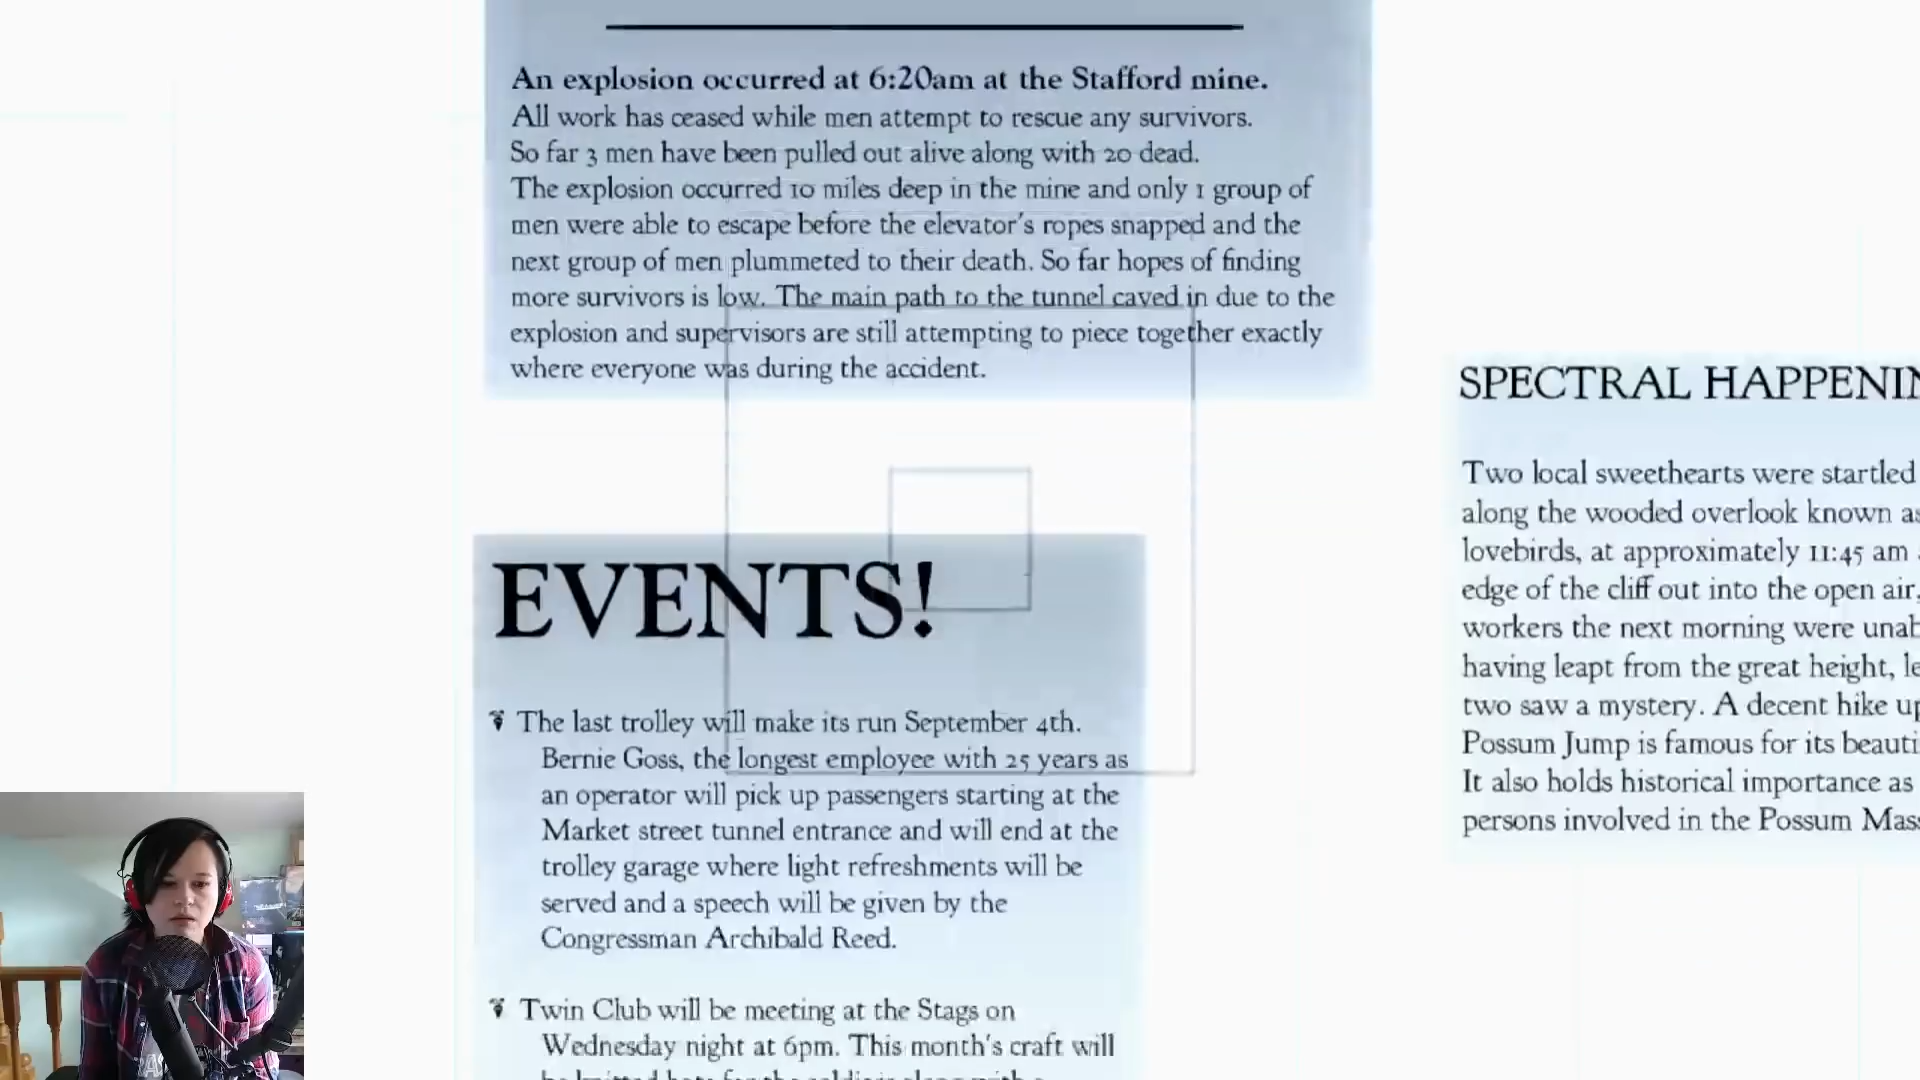 An explosion occurred at 6:20am at the Stafford mine.
All work has ceased while men attempt to rescue any survivors.
So far 3 men have been pulled out alive along with 20 dead.
The explosion occurred 10 miles deep in the mine and only 1 group of
men were able to escape before the elevator's ropes snapped and the
next group of men plummeted to their death. So far hopes of finding
more survivors is low. The main path to the tunnel caved in due to the
explosion and supervisors are still attempting to piece together exactly
where everyone was during the accident.
EVENTS!
The last trolley will make its run September 4th.
Bernie Goss, the longest employee with 25 years as
an operator will pick up passengers starting at the
Market street tunnel entrance and will end at the
trolley garage where light refreshments will be
served and a speech will be given by the
Congressman Archibald Reed.
Twin Club will be meeting at the Stags on
Wednesday night at 6pm. This month's craft will
SPECTRAL
Two local sweethearts were startled
along the wooded overlook known as
lovebirds, at approximately 11:45 am
edge of the cliff out into the open air,
workers the next morning were
having leapt from the great height,
two saw a mystery. A decent hike up
Possum Jump is famous for its
It also holds historical importance as
persons involved in the Possum